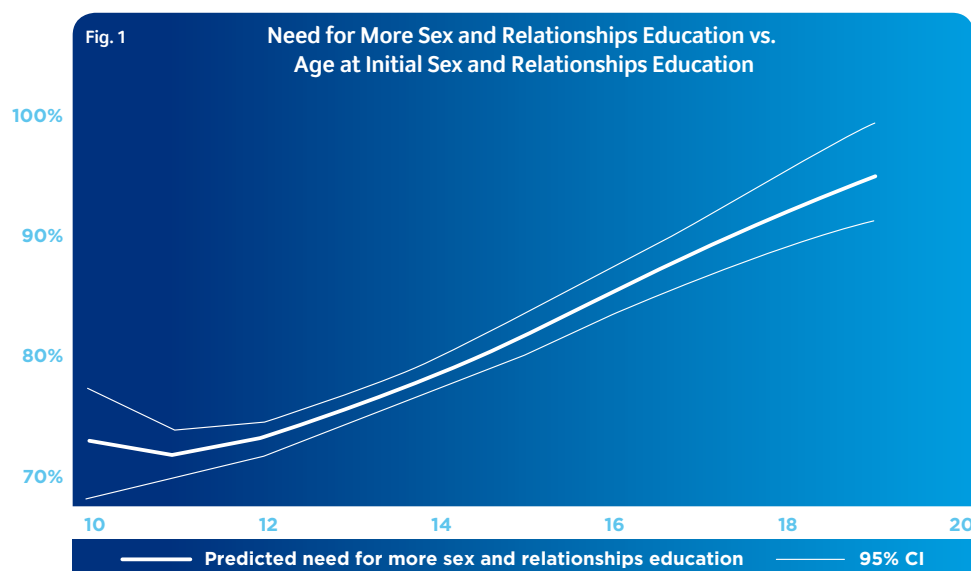 Fig. 1
Need for More Sex and Relationships Education vs.
Age at Initial Sex and Relationships Education
100%
90%
80%
70%
10 12 14 16 18 20
Predicted need for more sex and relationships education 95% CI